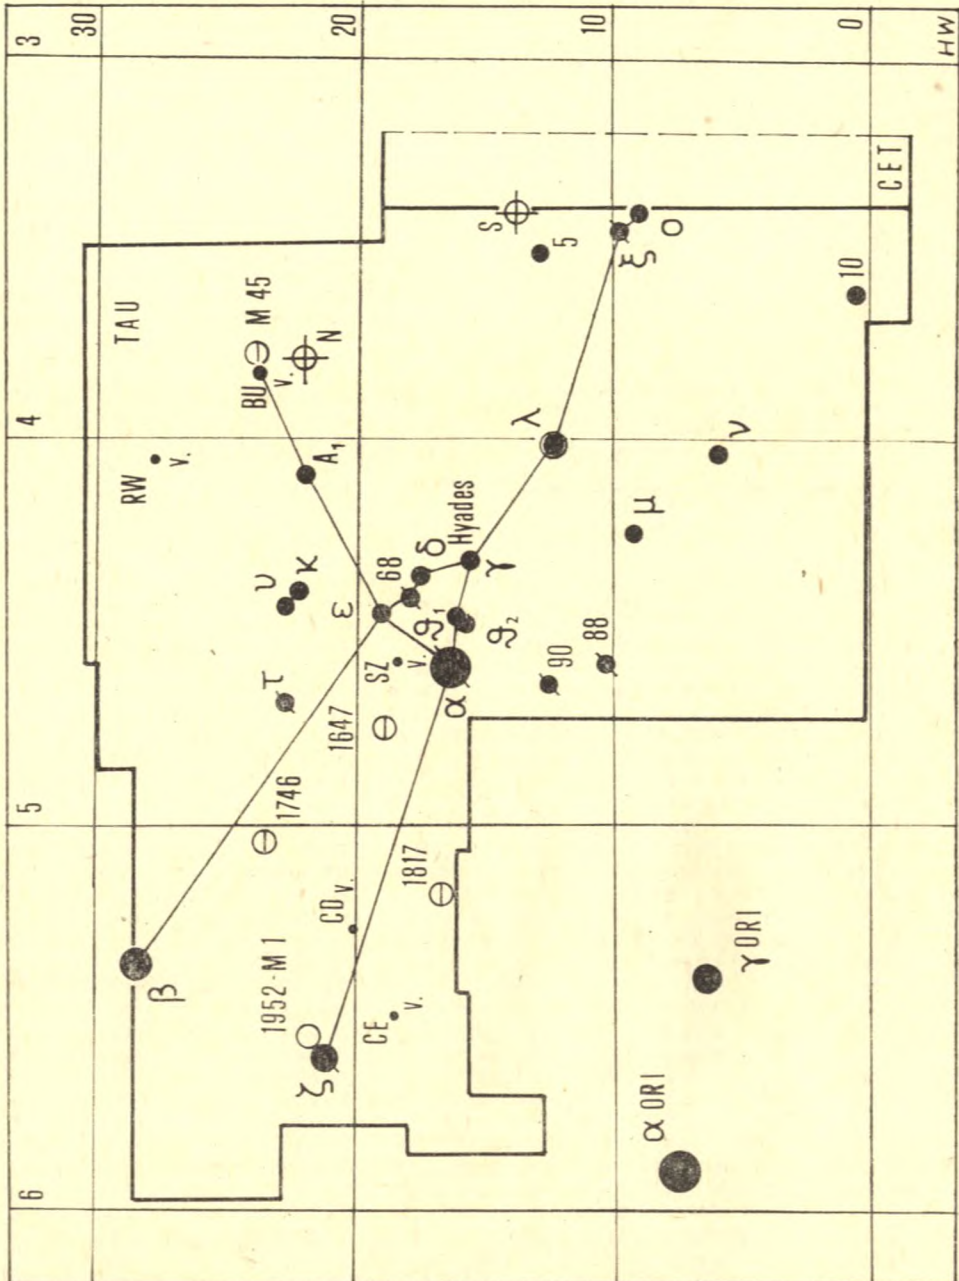 3
30
20
10
0
HW
TAU
CET
M 45
BU
V.
N
S
5
ξ
ο
10
4
RW
V.
A₁
λ
ν
υ
κ
ε
68
δ
Hyades
γ
μ
τ
SZ
V.
ϑ₁
ϑ₂
α
90
88
1647
5
1746
1817
β
1952-M 1
CD V.
ζ
CE
V.
γ ORI
α ORI
6